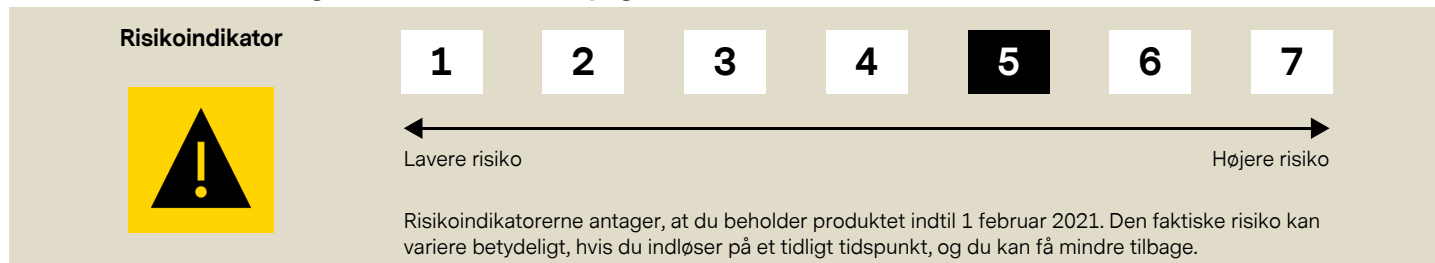 Risikoindikator
1 2 3 4 5 6 7
Lavere risiko Højere risiko
Risikoindikatorerne antager, at du beholder produktet indtil 1 februar 2021. Den faktiske risiko kan
variere betydeligt, hvis du indløser på et tidligt tidspunkt, og du kan få mindre tilbage.